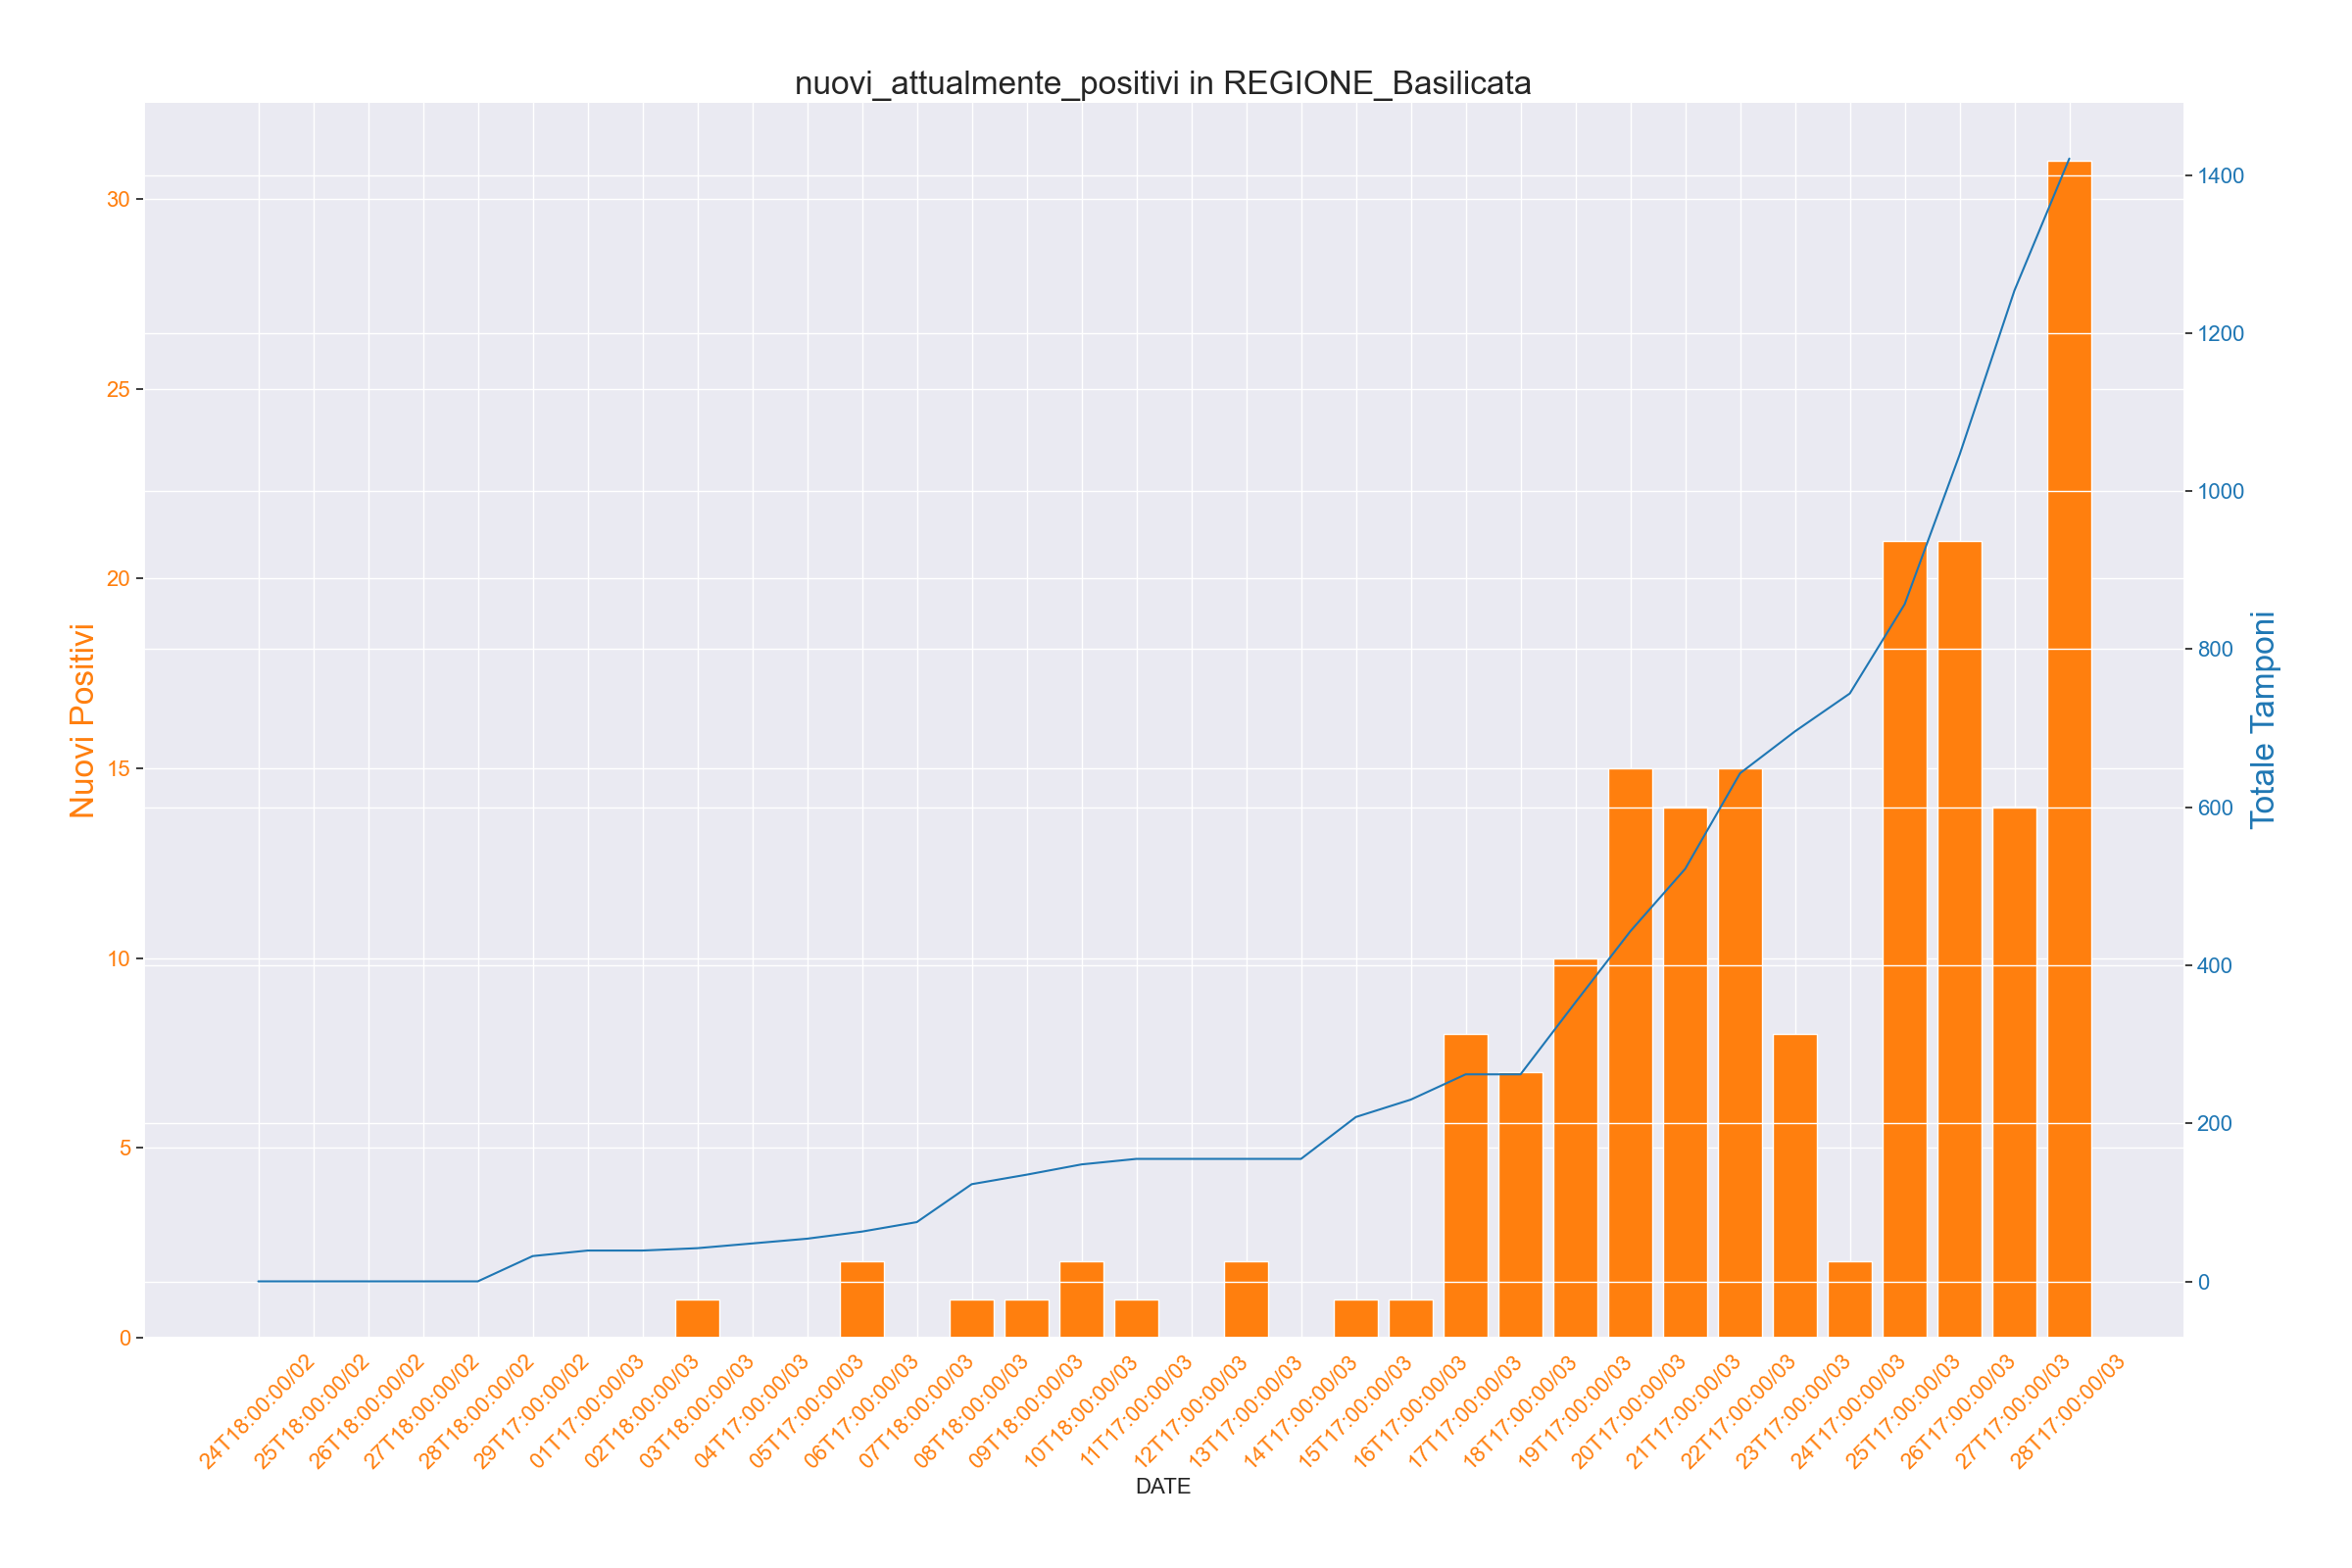 nuovi_attualmente_positivi in REGIONE_Basilicata
Nuovi Positivi
30
25
20
15
10
5
0
Totale Tamponi
1400
1200
1000
800
600
400
200
0
24T18:00:00/02
25T18:00:00/02
26T18:00:00/02
27T18:00:00/02
28T18:00:00/02
29T17:00:00/02
01T17:00:00/03
02T18:00:00/03
03T18:00:00/03
04T17:00:00/03
05T17:00:00/03
06T17:00:00/03
07T18:00:00/03
08T18:00:00/03
09T18:00:00/03
10T18:00:00/03
11T17:00:00/03
12T17:00:00/03
13T17:00:00/03
14T17:00:00/03
15T17:00:00/03
16T17:00:00/03
17T17:00:00/03
18T17:00:00/03
19T17:00:00/03
20T17:00:00/03
21T17:00:00/03
22T17:00:00/03
23T17:00:00/03
24T17:00:00/03
25T17:00:00/03
26T17:00:00/03
27T17:00:00/03
28T17:00:00/03
DATE